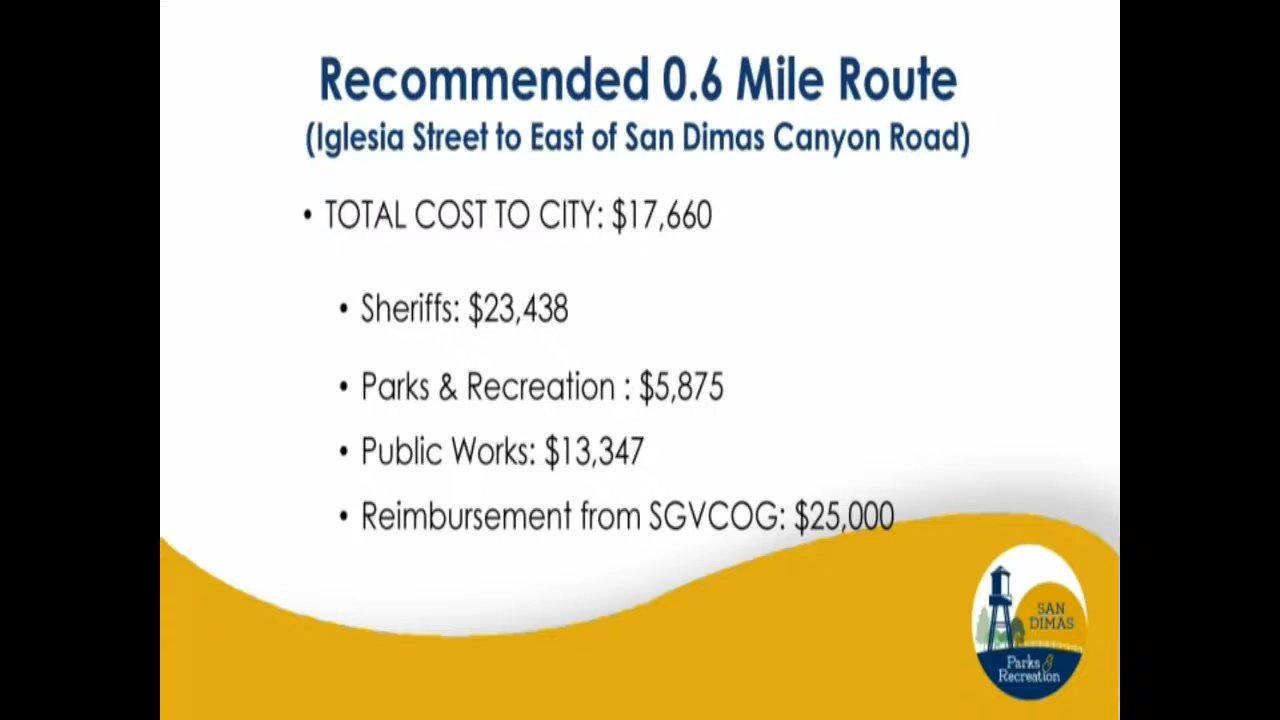 Recommended 0.6 Mile Route
(Iglesia Street to East of San Dimas Canyon Road)
• TOTAL COST TO CITY: $17,660
• Sheriffs: $23,438
• Parks & Recreation : $5,875
• Public Works: $13,347
• Reimbursement from SGVCOG: $25,000
SAN
DIMAS
Parks &
Recreation